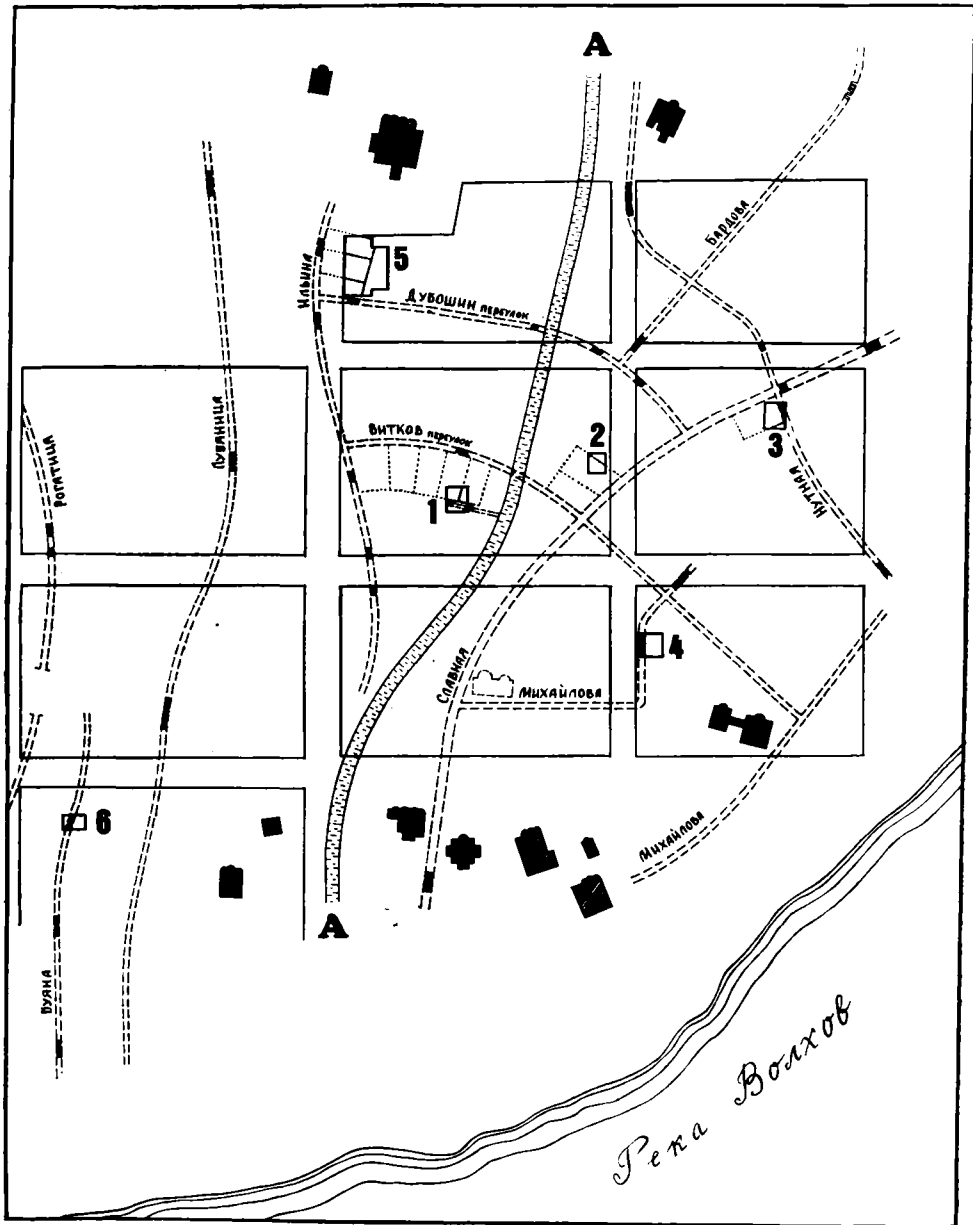 А
БАРДОВА
ИЛЬИНА
5
ДУБОШИН ПЕРЕУЛОК
ЛУБЯНИЦА
РОГАТИЦА
ВИТКОВ ПЕРЕУЛОК
2
3
НУТНАЯ
1
4
СЛАВНАЯ
МИХАЙЛОВА
6
МИХАЙЛОВА
А
БУЯНА
Река Волхов